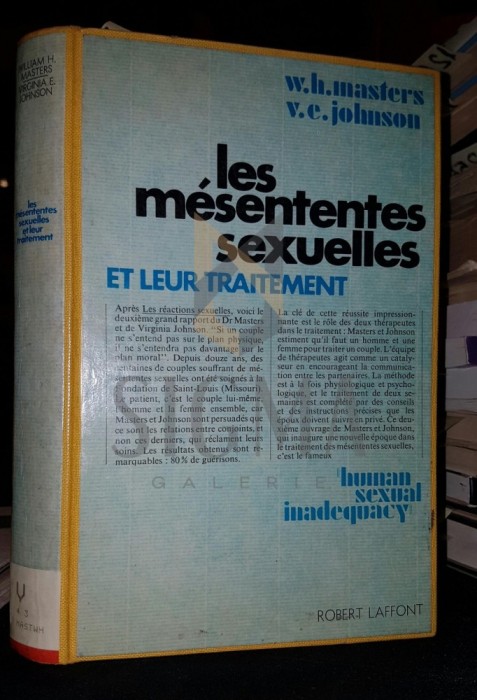 WILLIAM H.
MASTERS
VIRGINIA E.
JOHNSON
les
mésententes
sexuelles
et leur
traitement
w.h.masters
v.e.johnson
les
mésententes
sexuelles
ET LEUR TRAITEMENT
Après Les réactions sexuelles, voici le
deuxième grand rapport du Dr Masters
et de Virginia Johnson. "Si un couple
ne s'entend pas sur le plan physique,
il ne s'entendra pas davantage sur le
plan moral". Depuis douze ans, des
centaines de couples souffrant de mé-
sententes sexuelles ont été soignés à la
Fondation de Saint-Louis (Missouri).
Le patient, c'est le couple lui-même:
l'homme et la femme ensemble, car
Masters et Johnson sont persuadés que
ce sont les relations entre conjoints, et
non ces derniers, qui réclament leurs
soins. Les résultats obtenus sont re-
marquables : 80% de guérisons.
La clé de cette réussite impression-
nante est le rôle des deux thérapeutes
dans le traitement : Masters et Johnson
estiment qu'il faut un homme et une
femme pour traiter un couple. L'équipe
de thérapeutes agit comme un cataly-
seur en encourageant la communica-
tion entre les partenaires. La méthode
est à la fois physiologique et psycho-
logique, et le traitement de deux se-
maines est complété par des conseils
et des instructions précises que les
époux doivent suivre en privé. Ce deu-
xième ouvrage de Masters et Johnson,
qui inaugure une nouvelle époque dans
le traitement des mésententes sexuelles,
c'est le fameux
human
sexual
inadequacy
GALERIE
ROBERT LAFFONT
V
4.3
MASTWH